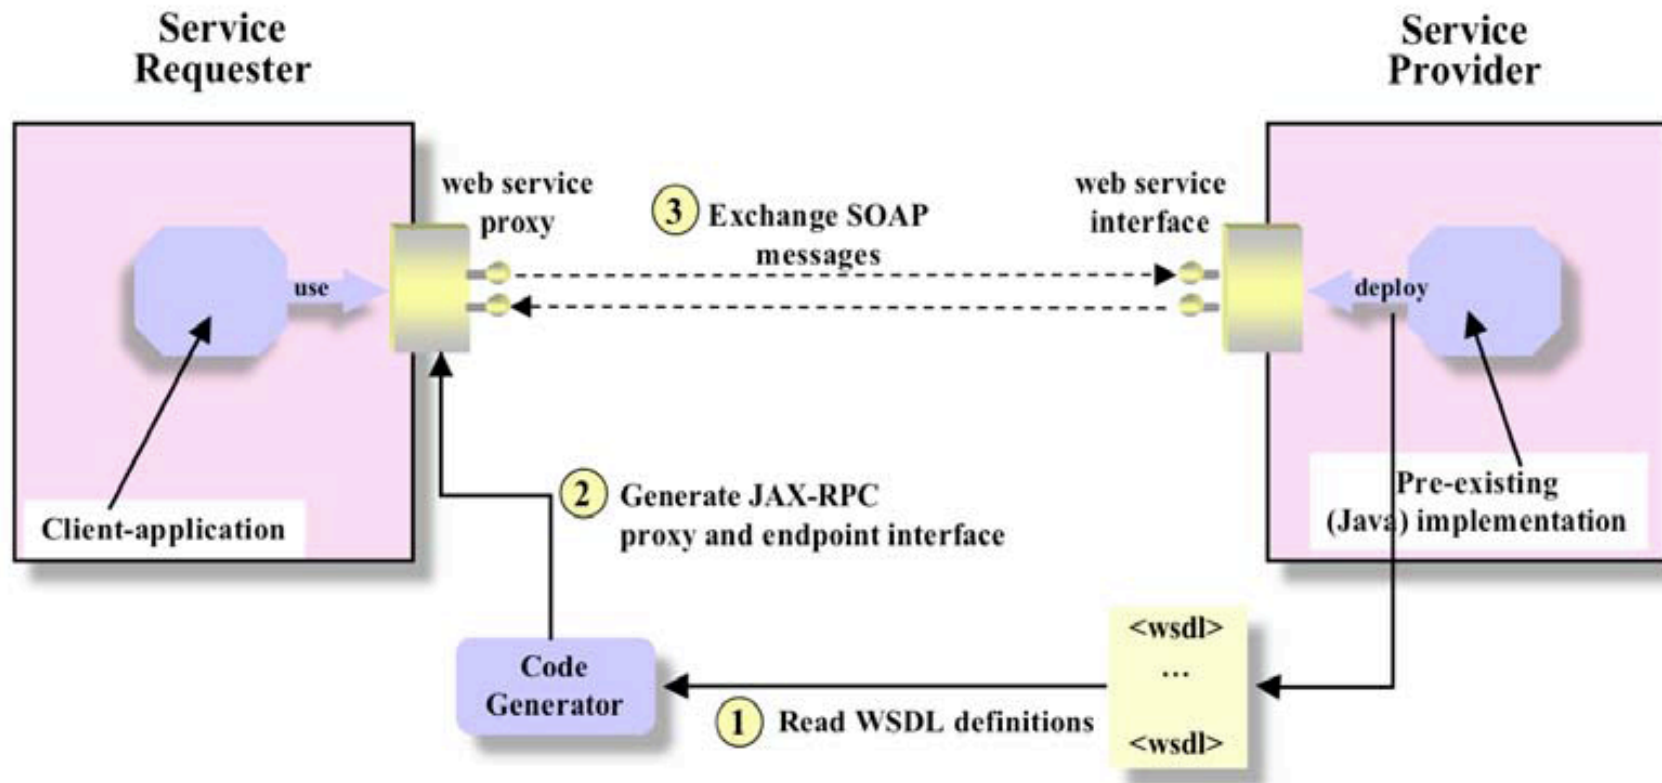 Service
Requester
Service
Provider
web service
proxy
3 Exchange SOAP
messages
web service
interface
use
deploy
2 Generate JAX-RPC
proxy and endpoint interface
Client-application
Pre-existing
(Java) implementation
Code
Generator
1 Read WSDL definitions
<wsdl>
...
<wsdl>